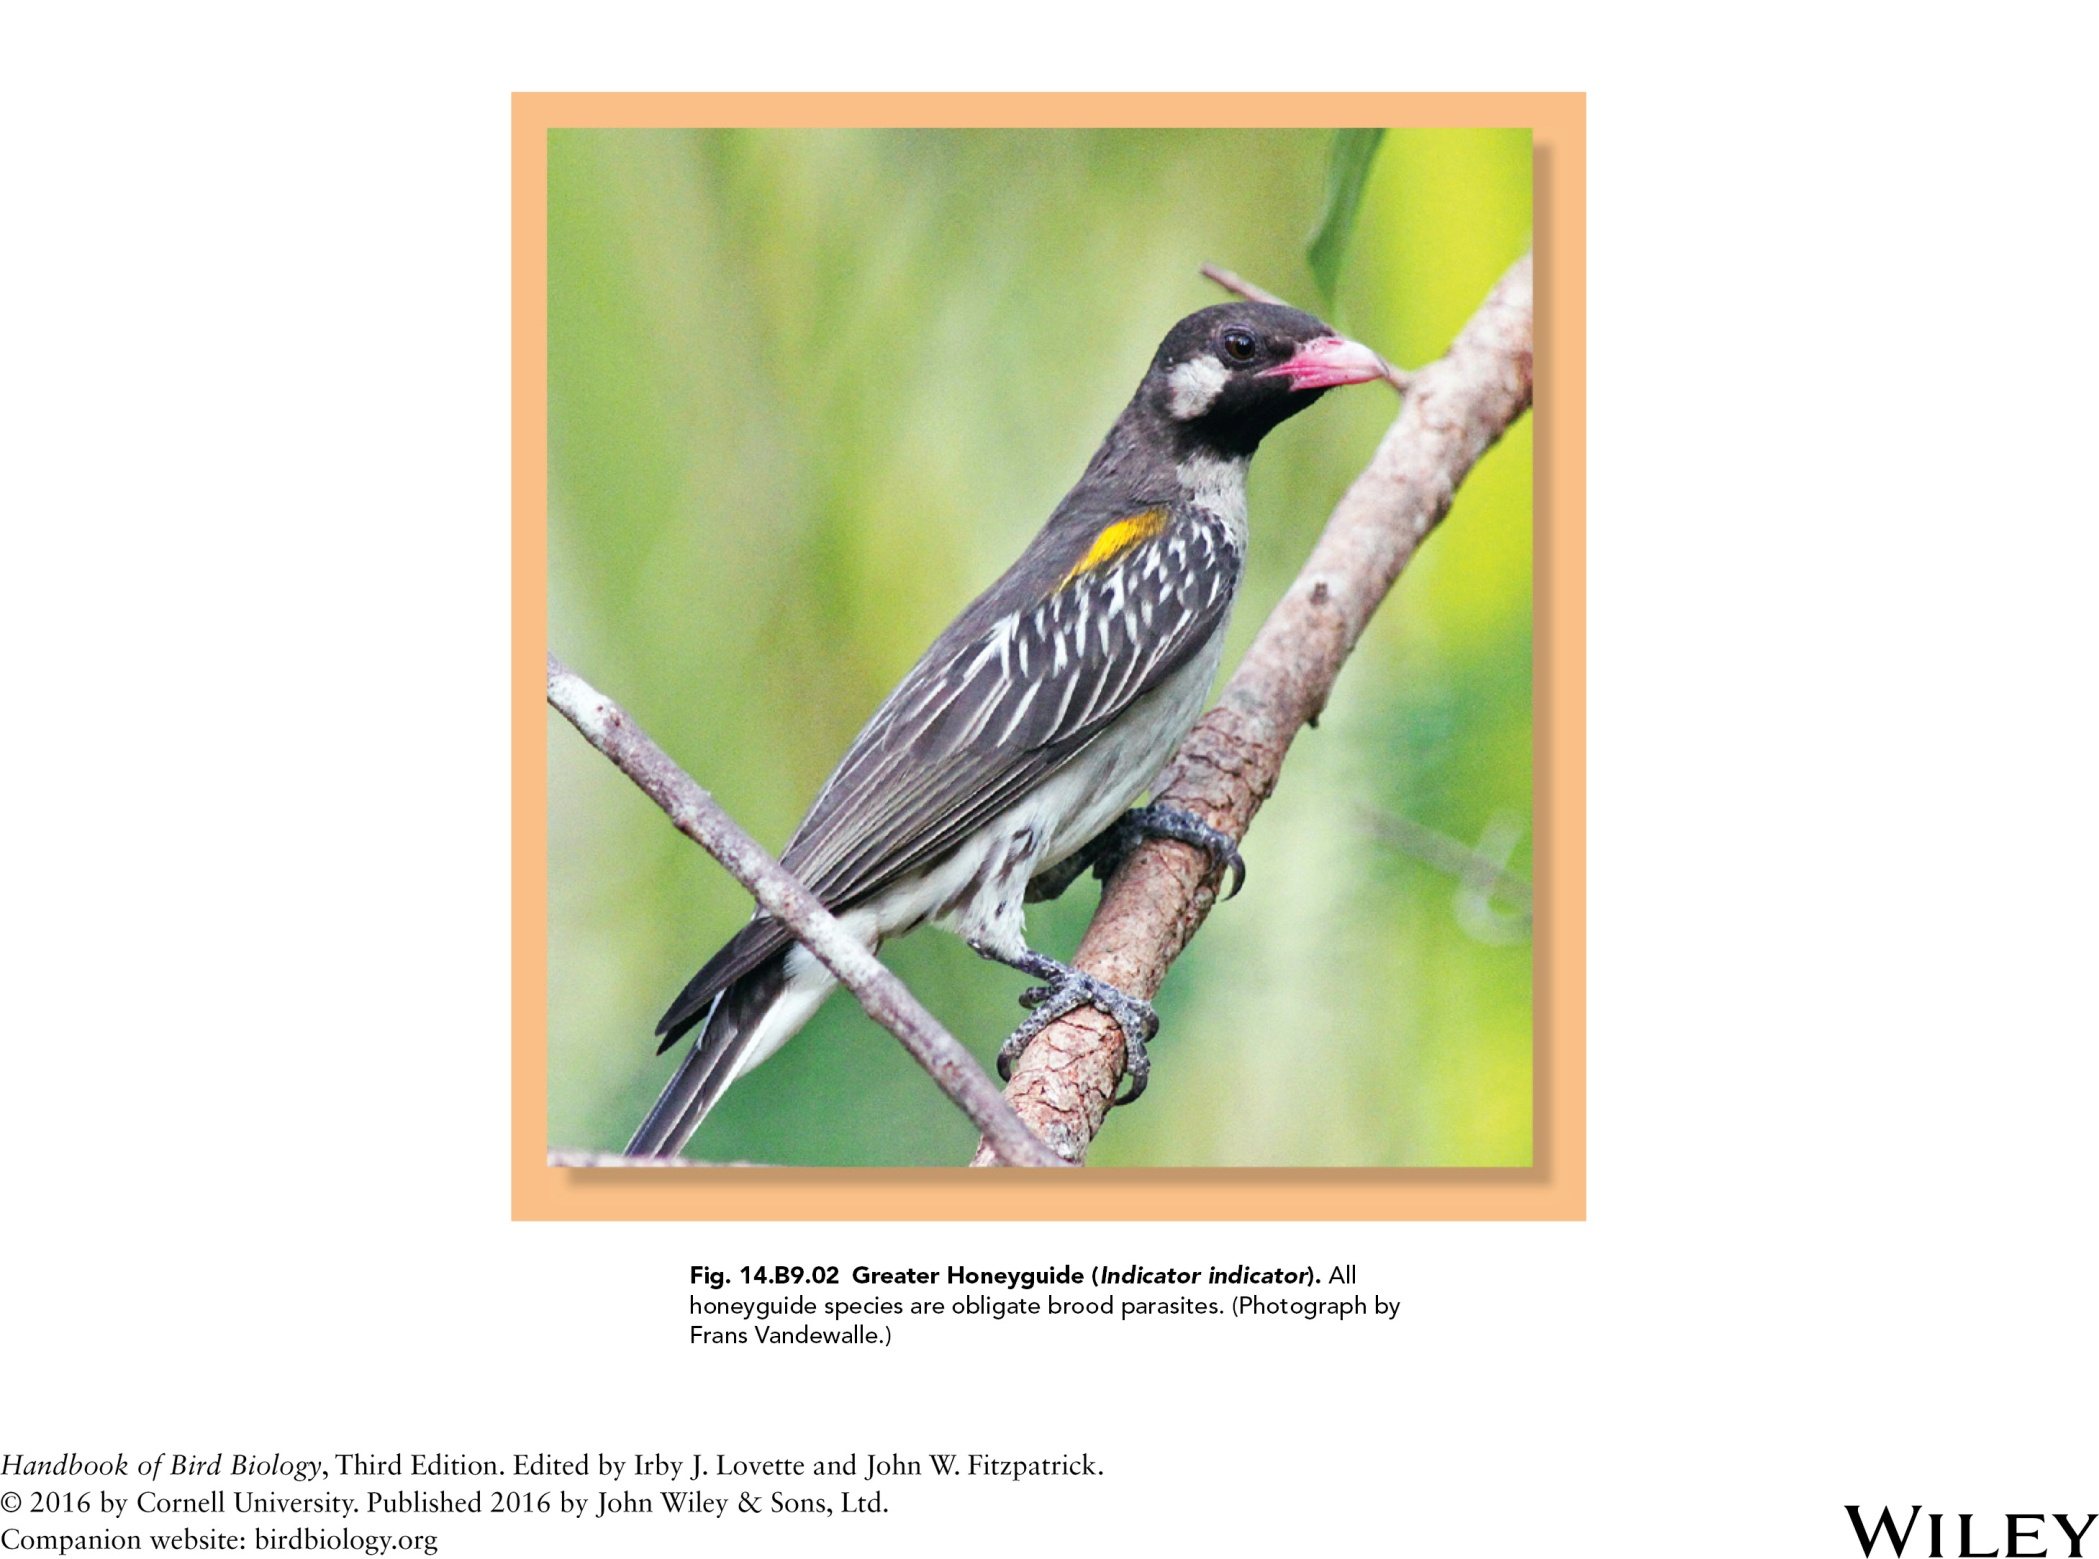 Fig. 14.B9.02 Greater Honeyguide (Indicator indicator). All
honeyguide species are obligate brood parasites. (Photograph by
Frans Vandewalle.)
Handbook of Bird Biology, Third Edition. Edited by Irby J. Lovette and John W. Fitzpatrick.
© 2016 by Cornell University. Published 2016 by John Wiley & Sons, Ltd.
Companion website: birdbiology.org
WILEY